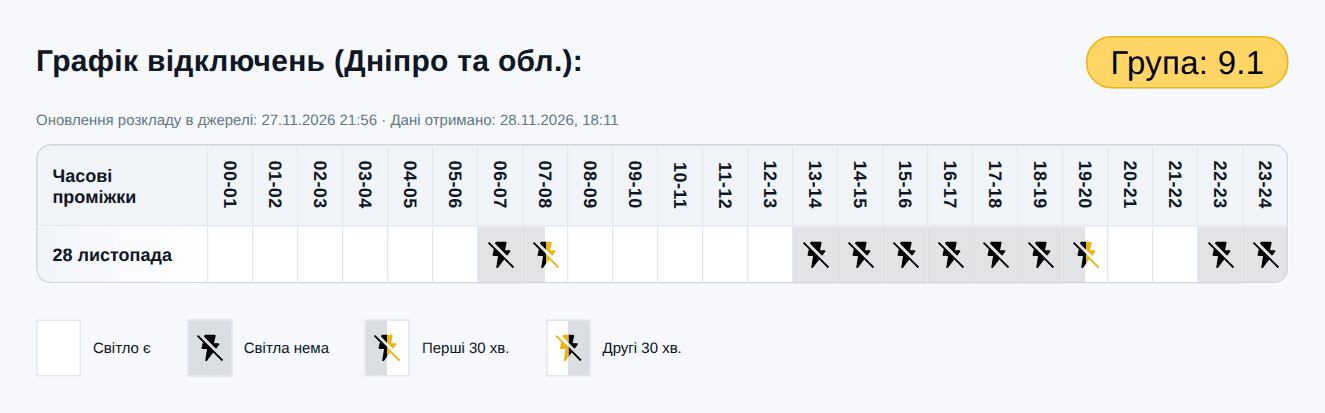 Графік відключень (Дніпро та обл.):
Група: 9.1
Оновлення розкладу в джерелі: 27.11.2026 21:56 · Дані отримано: 28.11.2026, 18:11
Часові
проміжки
00-01
01-02
02-03
03-04
04-05
05-06
06-07
07-08
08-09
09-10
10-11
11-12
12-13
13-14
14-15
15-16
16-17
17-18
18-19
19-20
20-21
21-22
22-23
23-24
28 листопада
Світло є
Світла нема
Перші 30 хв.
Другі 30 хв.